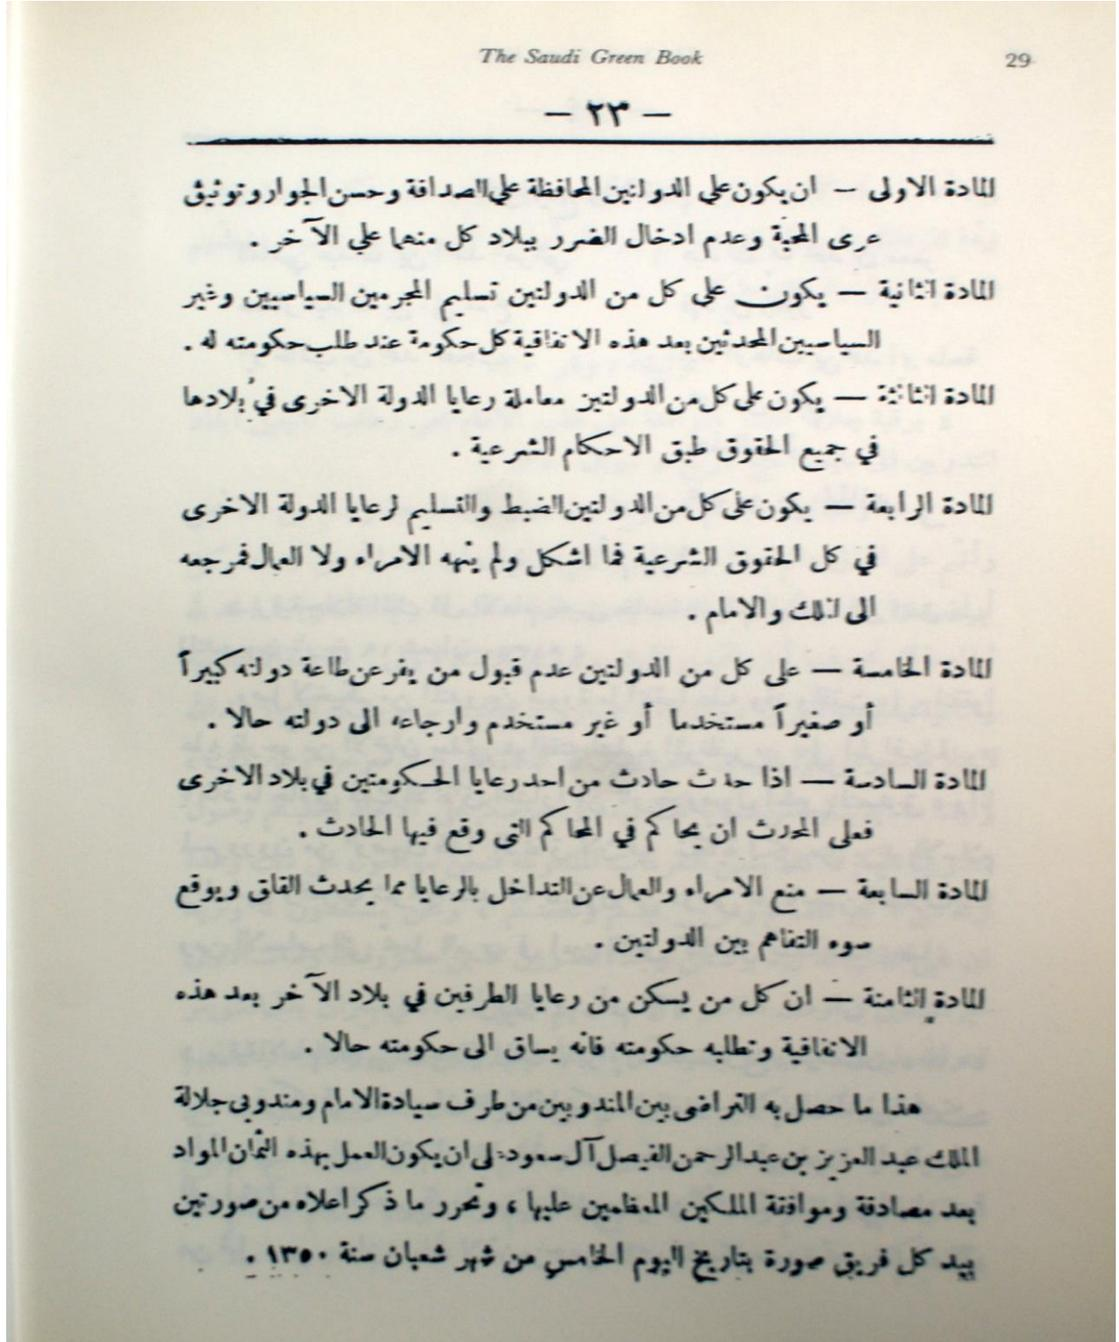 The Saudi Green Book
29
— ٢٣ —
المادة الاولى — ان يكون علي الدولتين المحافظة علي الصداقة وحسن الجوار وتوثيق
عرى المحبة وعدم ادخال الضرر ببلاد كل منهما علي الآخر .
المادة الثانية — يكون علي كل من الدولتين تسليم المجرمين السياسيين وغير
السياسيين المحدثين بعد هذه الاتفاقية كل حكومة عند طلب حكومته له .
المادة الثالثة — يكون على كل من الدولتين معاملة رعايا الدولة الاخرى في بلادها
في جميع الحقوق طبق الاحكام الشرعية .
المادة الرابعة — يكون على كل من الدولتين الضبط والتسليم لرعايا الدولة الاخرى
في كل الحقوق الشرعية فما اشكل ولم ينهه الامراء ولا العمال فمرجعه
الى الملك والامام .
المادة الخامسة — على كل من الدولتين عدم قبول من يفر عن طاعة دولته كبيراً
أو صغيراً مستخدما أو غير مستخدم وارجاعه الى دولته حالا .
المادة السادسة — اذا حدث حادث من احد رعايا الحكومتين في بلاد الاخرى
فعلى المحدث ان يحاكم في المحاكم التى وقع فيها الحادث .
المادة السابعة — منع الامراء والعمال عن التداخل بالرعايا مما يحدث القلق ويوقع
سوء التفاهم بين الدولتين .
المادة الثامنة — ان كل من يسكن من رعايا الطرفين في بلاد الآخر بعد هذه
الاتفاقية وتطلبه حكومته فانه يساق الى حكومته حالا .
هذا ما حصل به التراضى بين المندوبين من طرف سيادة الامام ومندوبى جلالة
الملك عبد العزيز بن عبد الرحمن الفيصل آل سعود على ان يكون العمل بهذه الثمان المواد
بعد مصادقة وموافقة الملكين المعظمين عليها ، وتحرر ما ذكر اعلاه من صورتين
بيد كل فريق صورة بتاريخ اليوم الخامس من شهر شعبان سنة ١٣٥٠ .